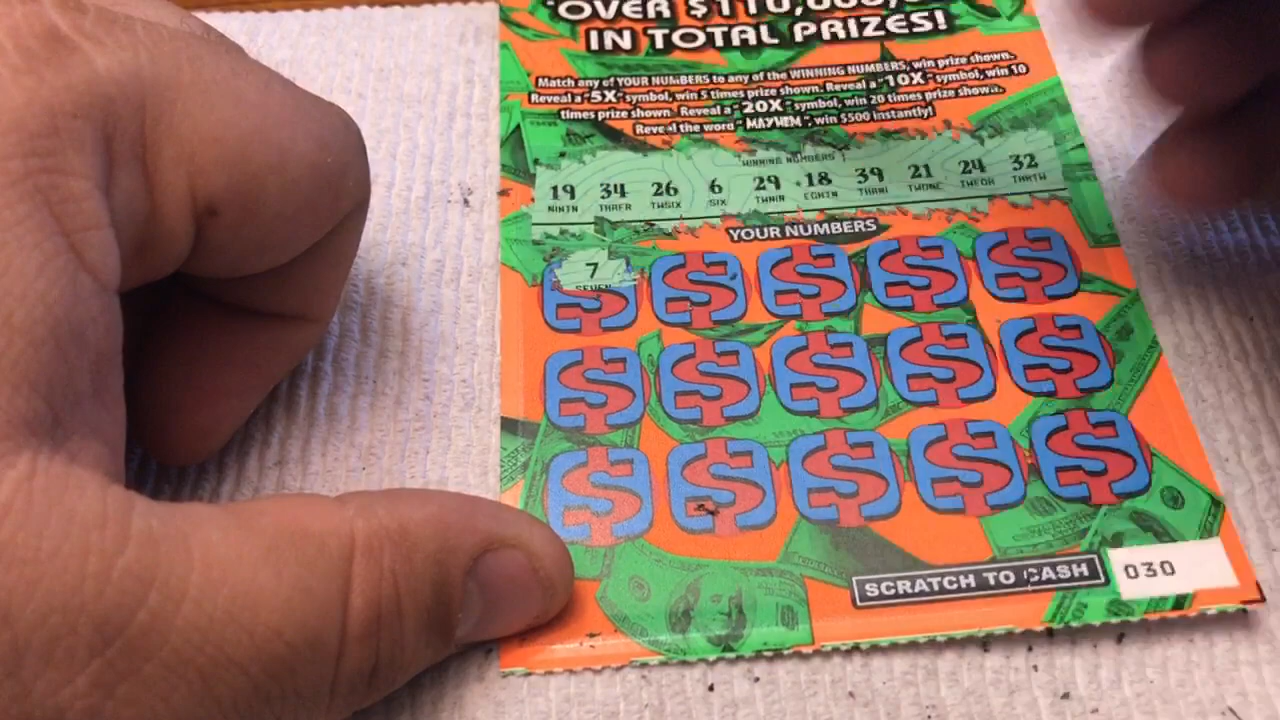 OVER $110,000,
IN TOTAL PRIZES!
Match any of YOUR NUMBERS to any of the WINNING NUMBERS, win prize shown.
Reveal a "5X" symbol, win 5 times prize shown. Reveal a "10X" symbol, win 10
times prize shown. Reveal a "20X" symbol, win 20 times prize shown.
Reveal the word "MAYHEM", win $500 instantly!
WINNING NUMBERS
19 34 26 6 29 18 39 21 24 32
NINTN THRFR TWSIX SIX TWNIN EGHTN THRNI TWONE TWFOR THRTW
YOUR NUMBERS
7
SEVEN
SCRATCH TO CASH 030